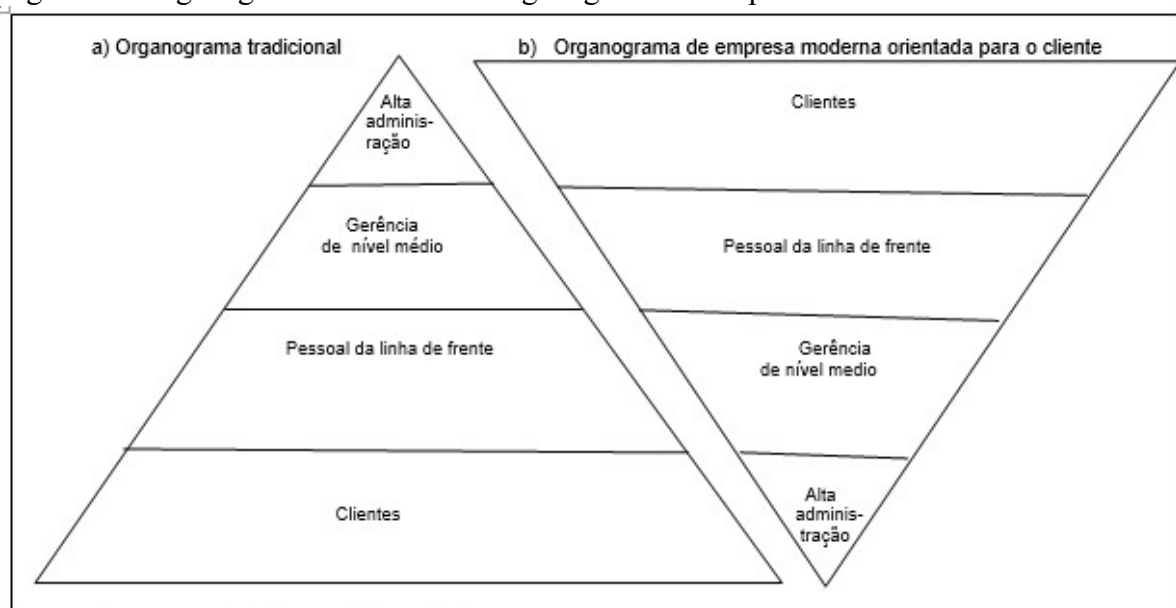 a) Organograma tradicional
b) Organograma de empresa moderna orientada para o cliente
Alta
adminis-
ração
Gerência
de nível médio
Pessoal da linha de frente
Clientes
Clientes
Pessoal da linha de frente
Gerência
de nível medio
Alta
adminis-
tração